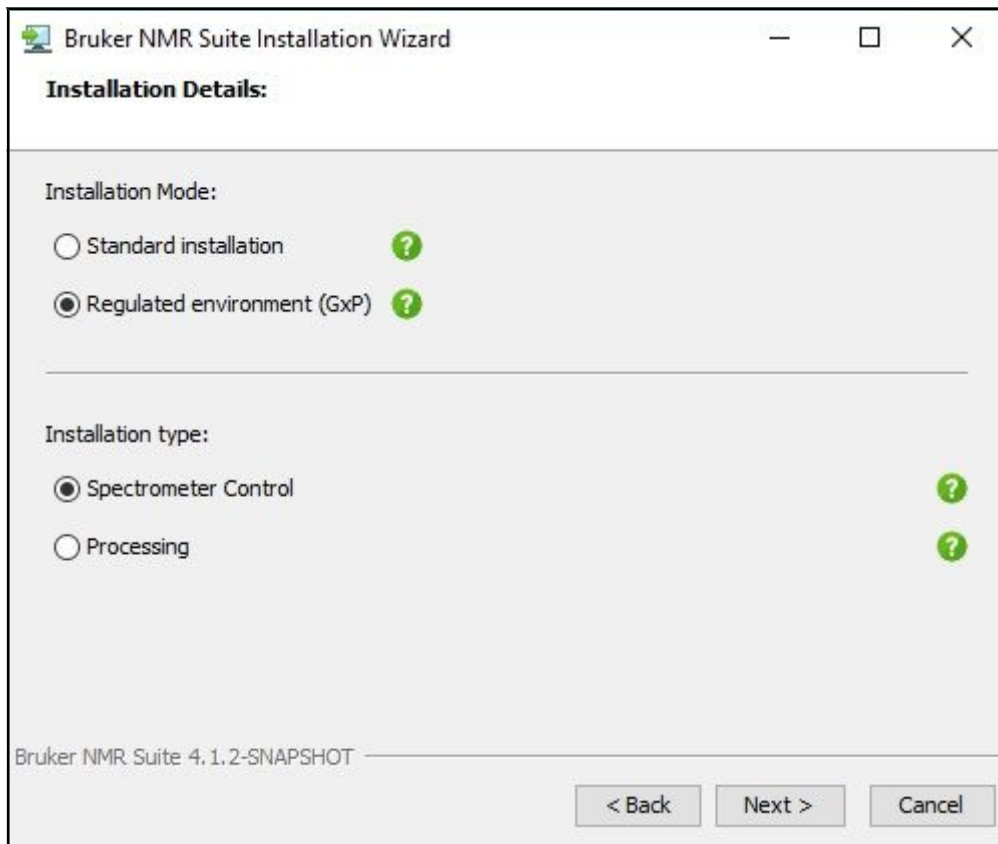 Bruker NMR Suite Installation Wizard
Installation Details:
Installation Mode:
Standard installation ?
Regulated environment (GxP) ?
Installation type:
Spectrometer Control ?
Processing ?
Bruker NMR Suite 4.1.2-SNAPSHOT
< Back Next > Cancel